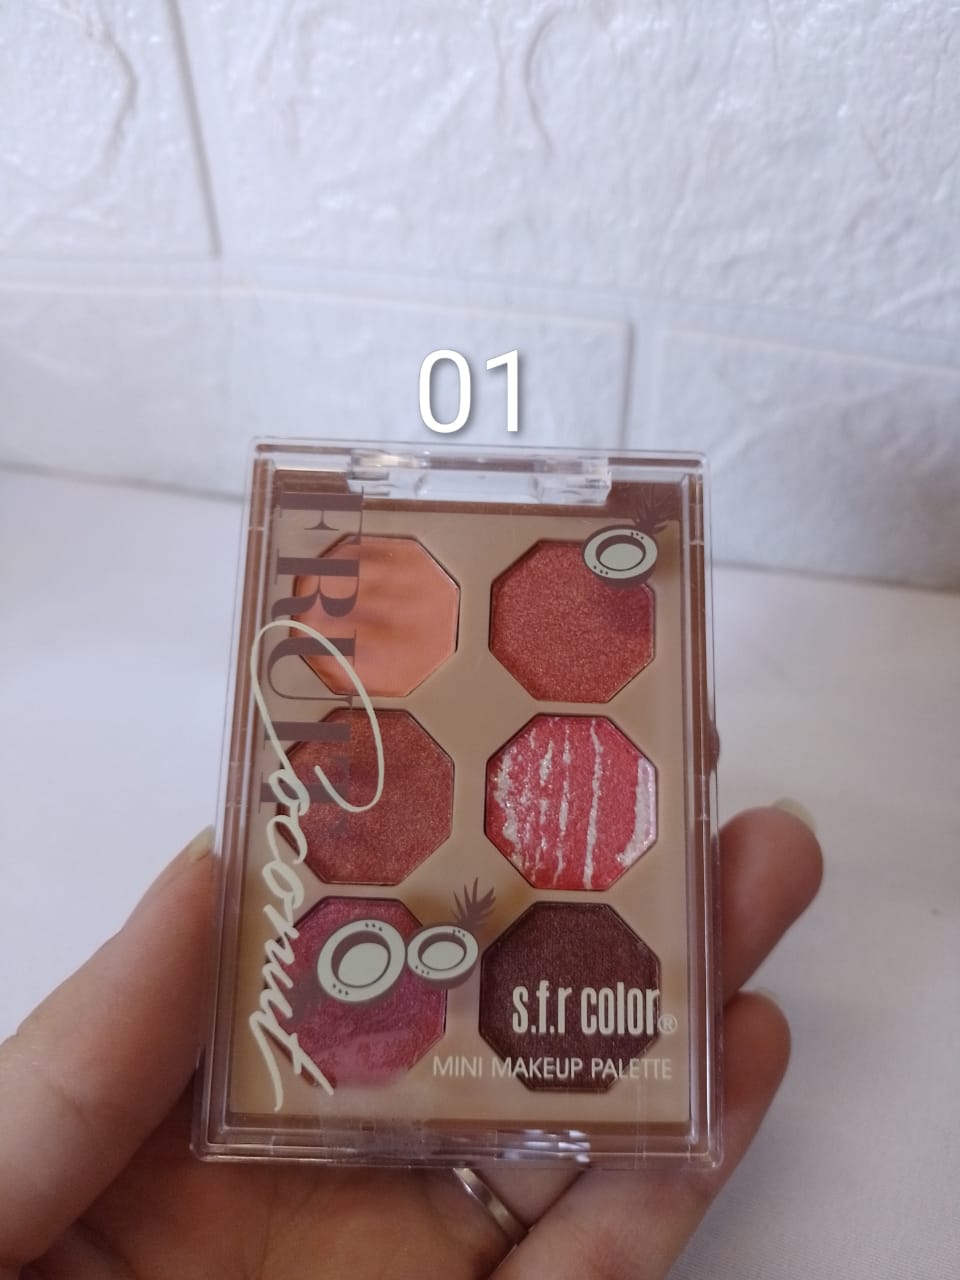 01
FRUIT
Coconut
s.f.r color®
MINI MAKEUP PALETTE